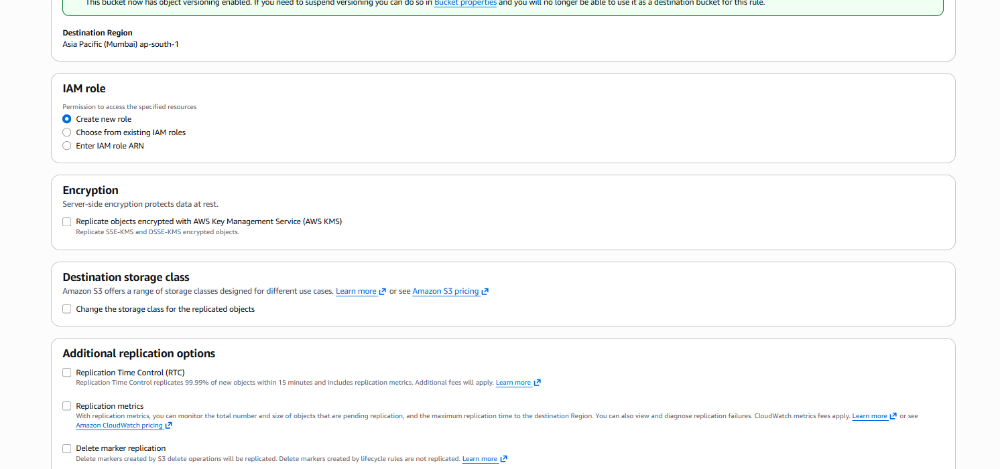 This bucket now has object versioning enabled. If you need to suspend versioning you can do so in Bucket properties and you will no longer be able to use it as a destination bucket for this rule.
Destination Region
Asia Pacific (Mumbai) ap-south-1
IAM role
Permission to access the specified resources
Create new role
Choose from existing IAM roles
Enter IAM role ARN
Encryption
Server-side encryption protects data at rest.
Replicate objects encrypted with AWS Key Management Service (AWS KMS)
Replicate SSE-KMS and DSSE-KMS encrypted objects.
Destination storage class
Amazon S3 offers a range of storage classes designed for different use cases. Learn more or see Amazon S3 pricing
Change the storage class for the replicated objects
Additional replication options
Replication Time Control (RTC)
Replication Time Control replicates 99.99% of new objects within 15 minutes and includes replication metrics. Additional fees will apply. Learn more
Replication metrics
With replication metrics, you can monitor the total number and size of objects that are pending replication, and the maximum replication time to the destination Region. You can also view and diagnose replication failures. CloudWatch metrics fees apply. Learn more or see
Amazon CloudWatch pricing
Delete marker replication
Delete markers created by S3 delete operations will be replicated. Delete markers created by lifecycle rules are not replicated. Learn more